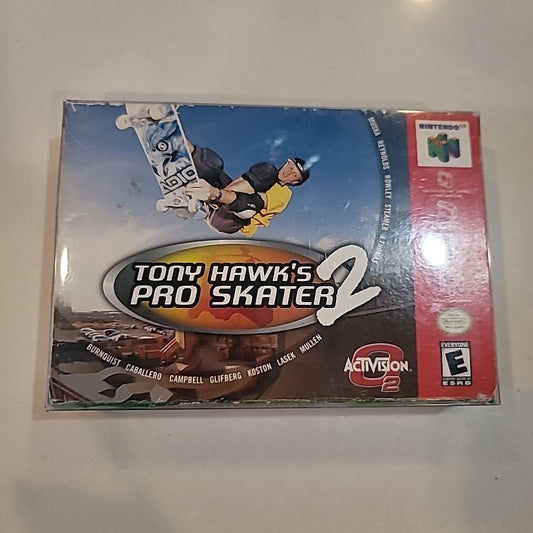 NINTENDO 64
BIRDHOUSE
MUSKA REYNOLDS ROWLEY STEAMER A.THOMAS
TONY HAWK'S
PRO SKATER 2
BURNQUIST CABALLERO CAMPBELL GLIFBERG KOSTON LASEK MULLEN
ACTIVISION
O2
EVERYONE
E
ESRB